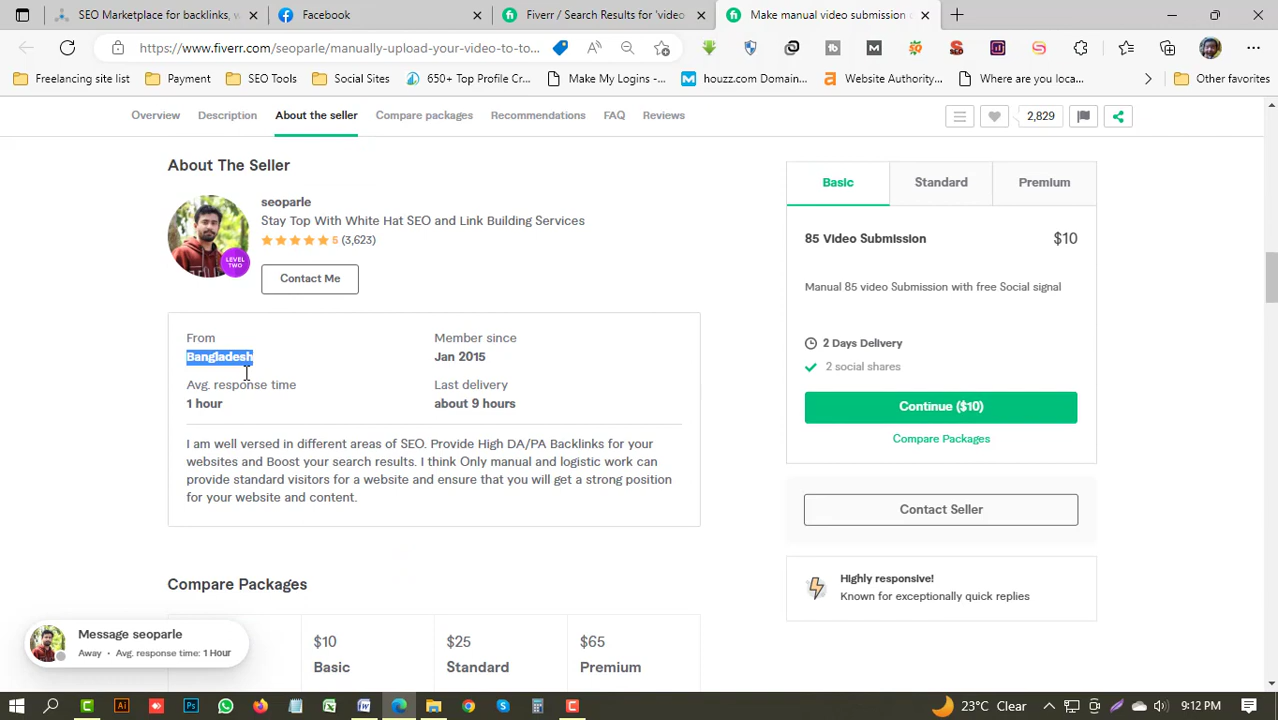 SEO Marketplace for backlinks, w
Facebook
Fiverr / Search Results for 'video
Make manual video submission o
https://www.fiverr.com/seoparle/manually-upload-your-video-to-to...
Freelancing site list
Payment
SEO Tools
Social Sites
650+ Top Profile Cr...
Make My Logins -...
houzz.com Domain...
Website Authority...
Where are you loca...
Other favorites
Overview
Description
About the seller
Compare packages
Recommendations
FAQ
Reviews
2,829
About The Seller
seoparle
Stay Top With White Hat SEO and Link Building Services
5 (3,623)
LEVEL
TWO
Contact Me
From
Bangladesh
Member since
Jan 2015
Avg. response time
1 hour
Last delivery
about 9 hours
I am well versed in different areas of SEO. Provide High DA/PA Backlinks for your
websites and Boost your search results. I think Only manual and logistic work can
provide standard visitors for a website and ensure that you will get a strong position
for your website and content.
Basic
Standard
Premium
85 Video Submission
$10
Manual 85 video Submission with free Social signal
2 Days Delivery
2 social shares
Continue ($10)
Compare Packages
Contact Seller
Highly responsive!
Known for exceptionally quick replies
Compare Packages
$10
Basic
$25
Standard
$65
Premium
Message seoparle
Away • Avg. response time: 1 Hour
23°C Clear
9:12 PM